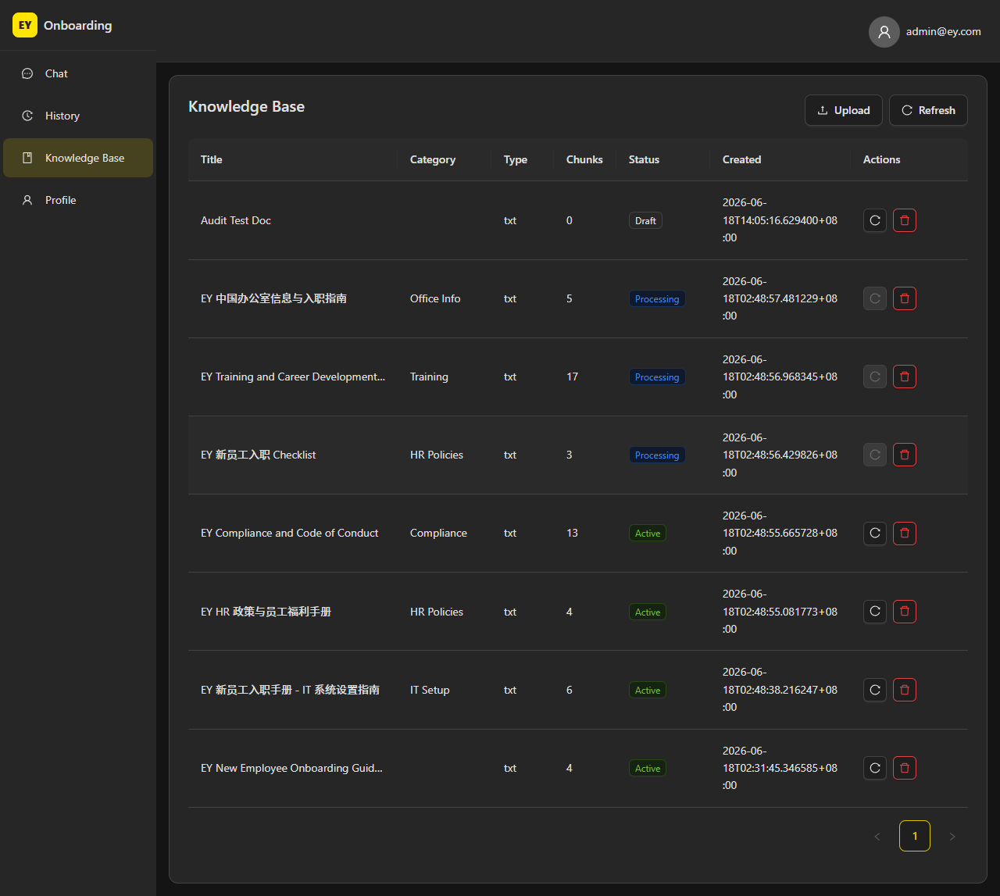 EY Onboarding
admin@ey.com
Chat
History
Knowledge Base
Profile
Knowledge Base
Upload
Refresh
Title Category Type Chunks Status Created Actions
Audit Test Doc txt 0 Draft 2026-06-
18T14:05:16.629400+08
:00
EY 中国办公室信息与入职指南 Office Info txt 5 Processing 2026-06-
18T02:48:57.481229+08
:00
EY Training and Career Development... Training txt 17 Processing 2026-06-
18T02:48:56.968345+08
:00
EY 新员工入职 Checklist HR Policies txt 3 Processing 2026-06-
18T02:48:56.429826+08
:00
EY Compliance and Code of Conduct Compliance txt 13 Active 2026-06-
18T02:48:55.665728+08
:00
EY HR 政策与员工福利手册 HR Policies txt 4 Active 2026-06-
18T02:48:55.081773+08
:00
EY 新员工入职手册 - IT 系统设置指南 IT Setup txt 6 Active 2026-06-
18T02:48:38.216247+08
:00
EY New Employee Onboarding Guid... txt 4 Active 2026-06-
18T02:31:45.346585+08
:00
1